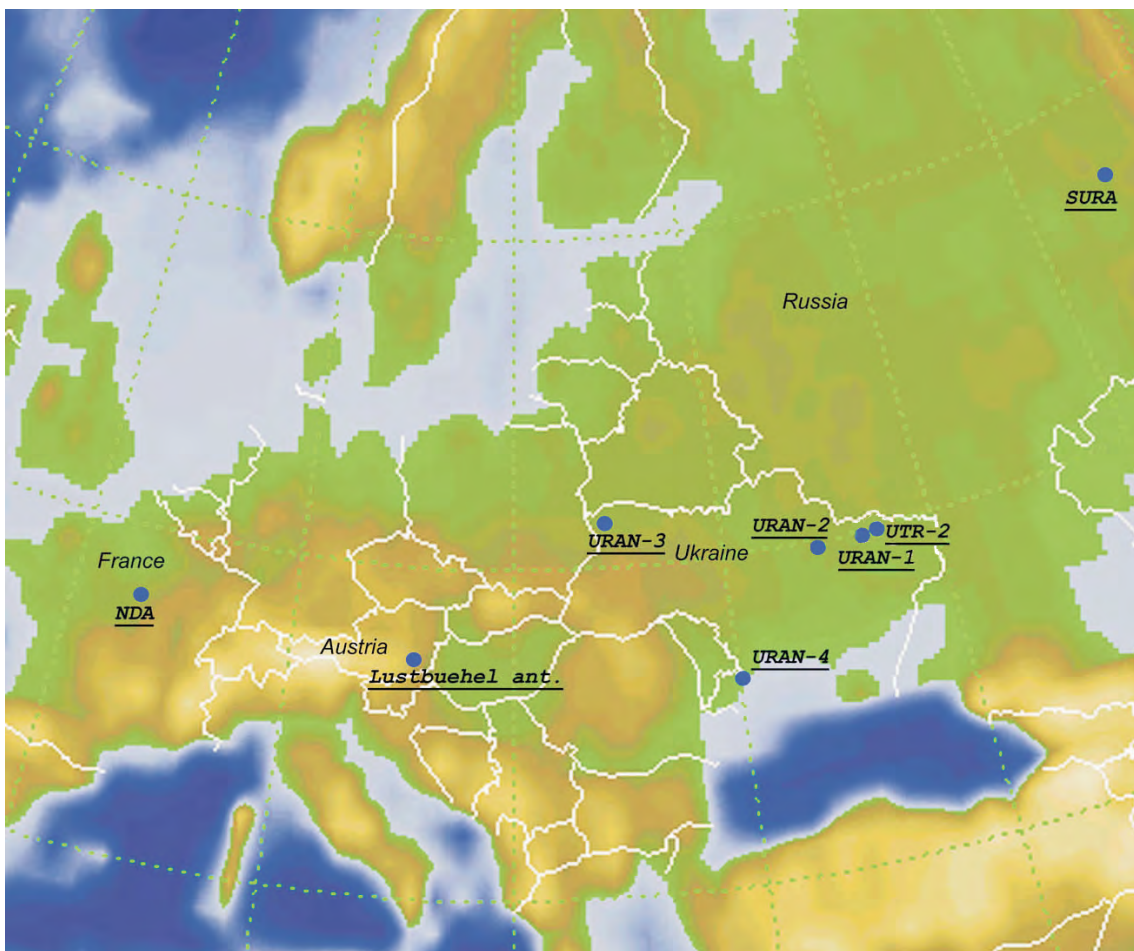 SURA
Russia
URAN-2
UTR-2
URAN-3
Ukraine
URAN-1
France
NDA
Austria
URAN-4
Lustbuehel ant.